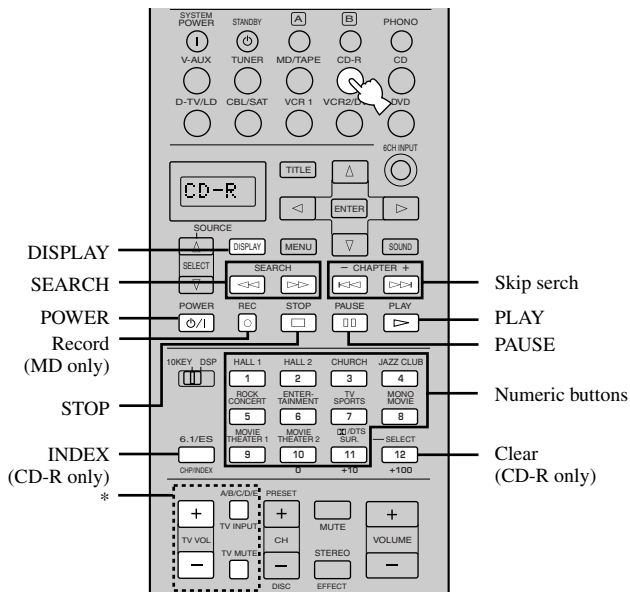 SYSTEM
POWER STANDBY A B PHONO
V-AUX TUNER MD/TAPE CD-R CD
D-TV/LD CBL/SAT VCR 1 VCR2/D DVD
6CH INPUT
TITLE
CD-R
ENTER
SOURCE
DISPLAY DISPLAY MENU SOUND
SELECT
SEARCH SEARCH – CHAPTER + Skip serch
POWER POWER REC STOP PAUSE PLAY PLAY
Record
(MD only) PAUSE
10KEY DSP HALL 1 HALL 2 CHURCH JAZZ CLUB
1 2 3 4
STOP ROCK CONCERT ENTER-TAINMENT TV SPORTS MONO MOVIE Numeric buttons
5 6 7 8
INDEX
(CD-R only) 6.1/ES MOVIE THEATER 1 MOVIE THEATER 2 /DTS SUR. SELECT
9 10 11 12 Clear
(CD-R only)
CHP/INDEX 0 +10 +100
*
A/B/C/D/E PRESET
+ TV INPUT + MUTE +
TV VOL CH VOLUME
– TV MUTE – STEREO –
DISC EFFECT